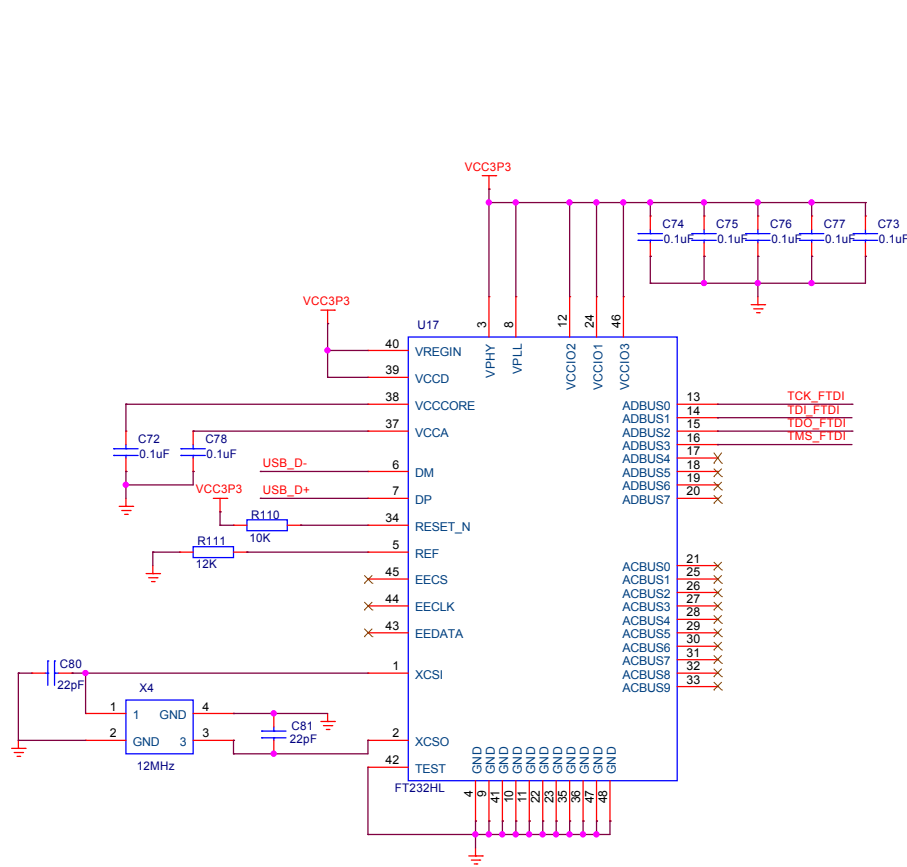 VCC3P3
C74
C75
C76
C77
C73
0.1uF
0.1uF
0.1uF
0.1uF
0.1uF
VCC3P3
U17
3
8
12
24
46
VPHY
VPLL
VCCIO2
VCCIO1
VCCIO3
40
VREGIN
39
VCCD
38
VCCCORE
37
VCCA
6
DM
7
DP
34
RESET_N
5
REF
45
EECS
44
EECLK
43
EEDATA
1
XCSI
2
XCSO
42
TEST
C72
0.1uF
C78
0.1uF
USB_D-
USB_D+
VCC3P3
R110
10K
R111
12K
ADBUS0
13
TCK_FTDI
ADBUS1
14
TDI_FTDI
ADBUS2
15
TDO_FTDI
ADBUS3
16
TMS_FTDI
ADBUS4
17
ADBUS5
18
ADBUS6
19
ADBUS7
20
ACBUS0
21
ACBUS1
25
ACBUS2
26
ACBUS3
27
ACBUS4
28
ACBUS5
29
ACBUS6
30
ACBUS7
31
ACBUS8
32
ACBUS9
33
C80
22pF
X4
1
1
GND
4
2
GND
3
3
12MHz
C81
22pF
GND
GND
GND
GND
GND
GND
GND
GND
GND
GND
GND
FT232HL
4
9
41
10
11
22
23
35
36
47
48